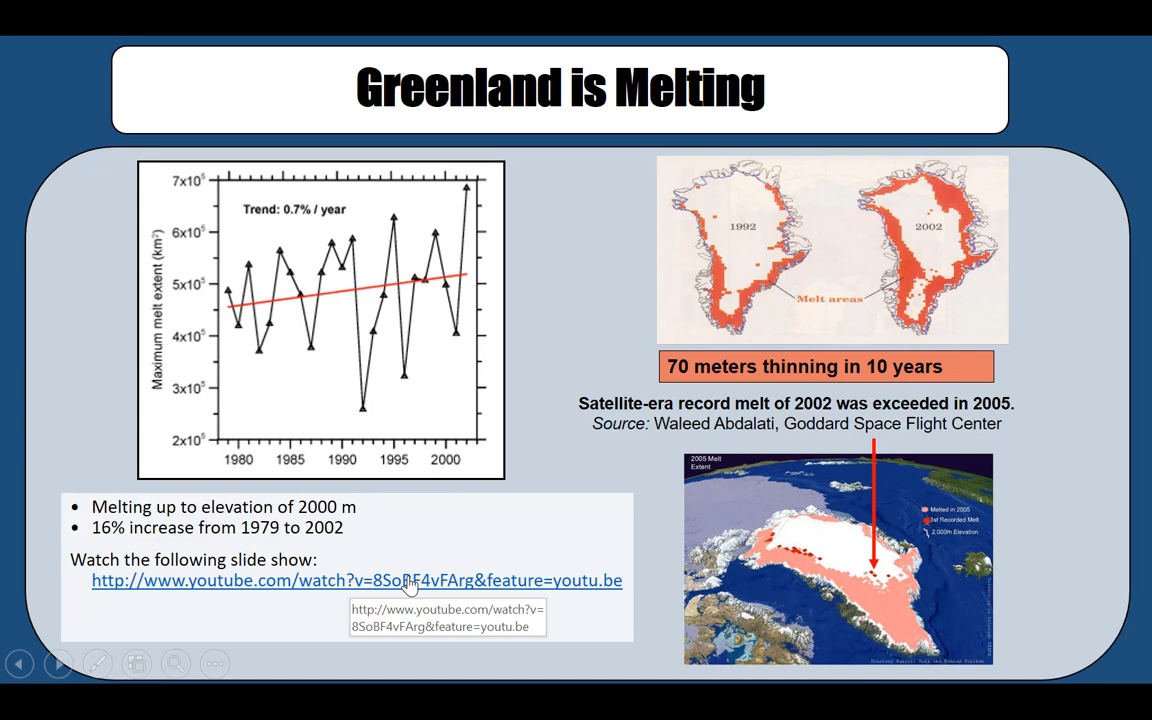 Greenland is Melting
7x10⁵
Trend: 0.7% / year
6x10⁵
5x10⁵
4x10⁵
3x10⁵
2x10⁵
Maximum melt extent (km²)
1980 1985 1990 1995 2000
1992
2002
Melt areas
70 meters thinning in 10 years
Satellite-era record melt of 2002 was exceeded in 2005.
Source: Waleed Abdalati, Goddard Space Flight Center
2005 Melt
Extent
Melted in 2005
1st Recorded Melt
2,000m Elevation
• Melting up to elevation of 2000 m
• 16% increase from 1979 to 2002
Watch the following slide show:
http://www.youtube.com/watch?v=8SoBF4vFArg&feature=youtu.be
http://www.youtube.com/watch?v=
8SoBF4vFArg&feature=youtu.be